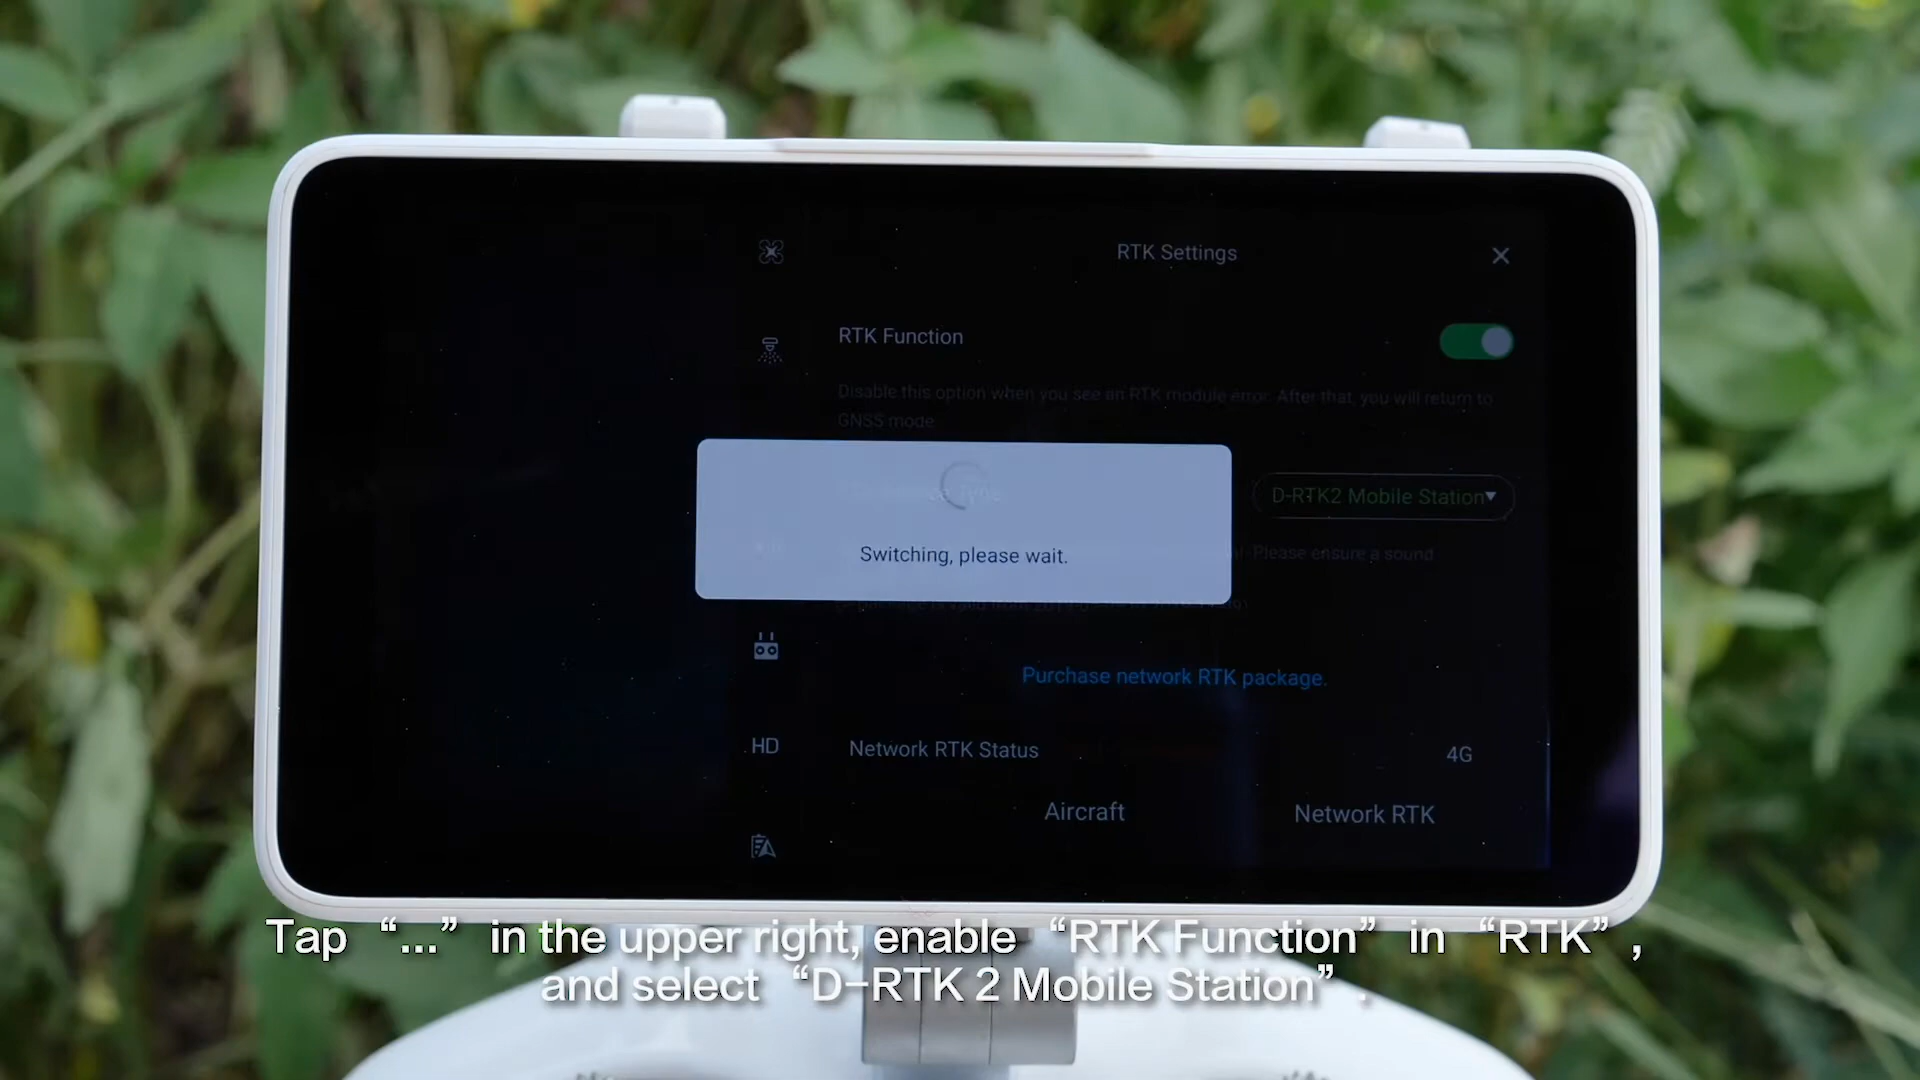 RTK Settings
RTK Function
Disable this option when you see an RTK module error. After that, you will return to
GNSS mode
D-RTK2 Mobile Station
Please ensure a sound
Switching, please wait.
Purchase network RTK package.
HD
Network RTK Status
4G
Aircraft
Network RTK
Tap “...” in the upper right, enable “RTK Function” in “RTK”,
and select “D-RTK 2 Mobile Station”.